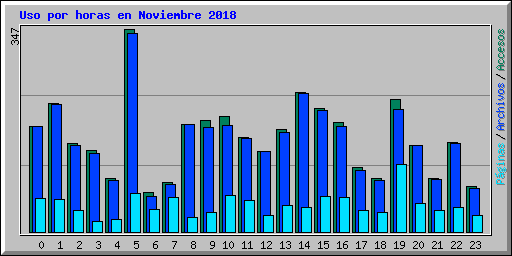 Uso por horas en Noviembre 2018
347
0 1 2 3 4 5 6 7 8 9 10 11 12 13 14 15 16 17 18 19 20 21 22 23
Páginas / Archivos / Accesos